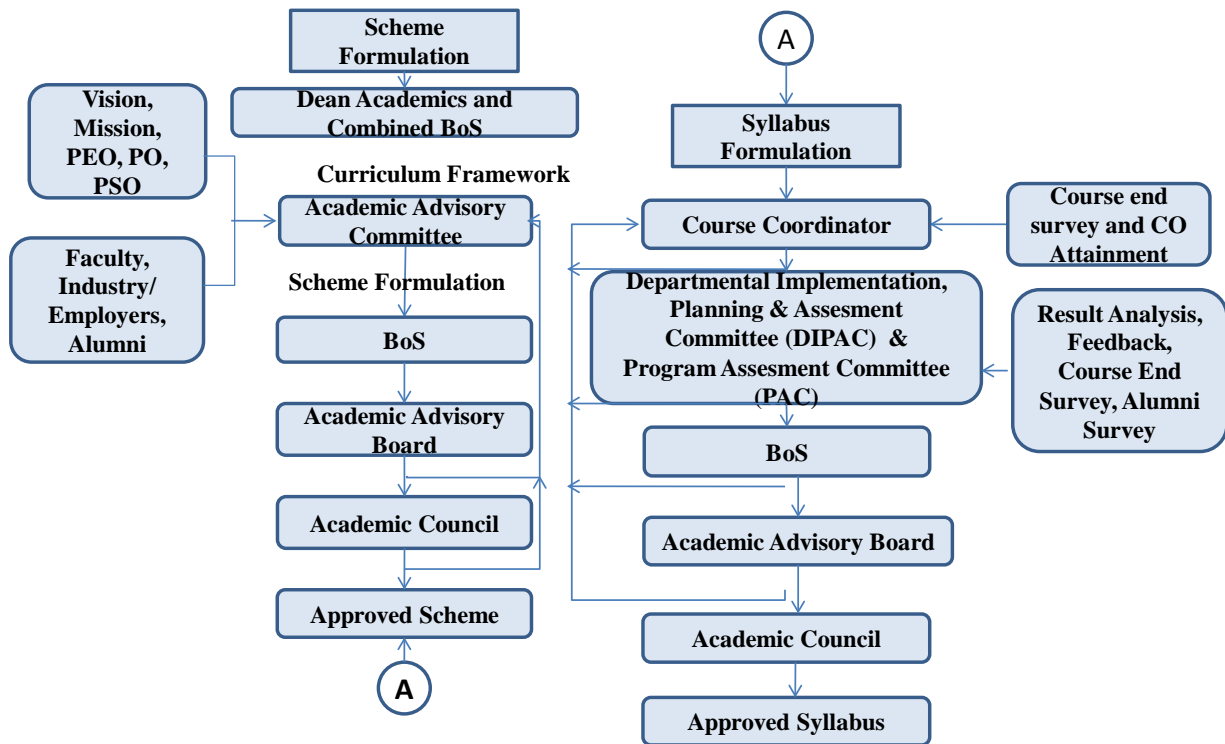 Scheme
Formulation
Dean Academics and
Combined BoS
Vision,
Mission,
PEO, PO,
PSO
Curriculum Framework
Academic Advisory
Committee
Faculty,
Industry/
Employers,
Alumni
Scheme Formulation
BoS
Academic Advisory
Board
Academic Council
Approved Scheme
A
A
Syllabus
Formulation
Course Coordinator
Course end
survey and CO
Attainment
Departmental Implementation,
Planning & Assesment
Committee (DIPAC) &
Program Assesment Committee
(PAC)
Result Analysis,
Feedback,
Course End
Survey, Alumni
Survey
BoS
Academic Advisory Board
Academic Council
Approved Syllabus